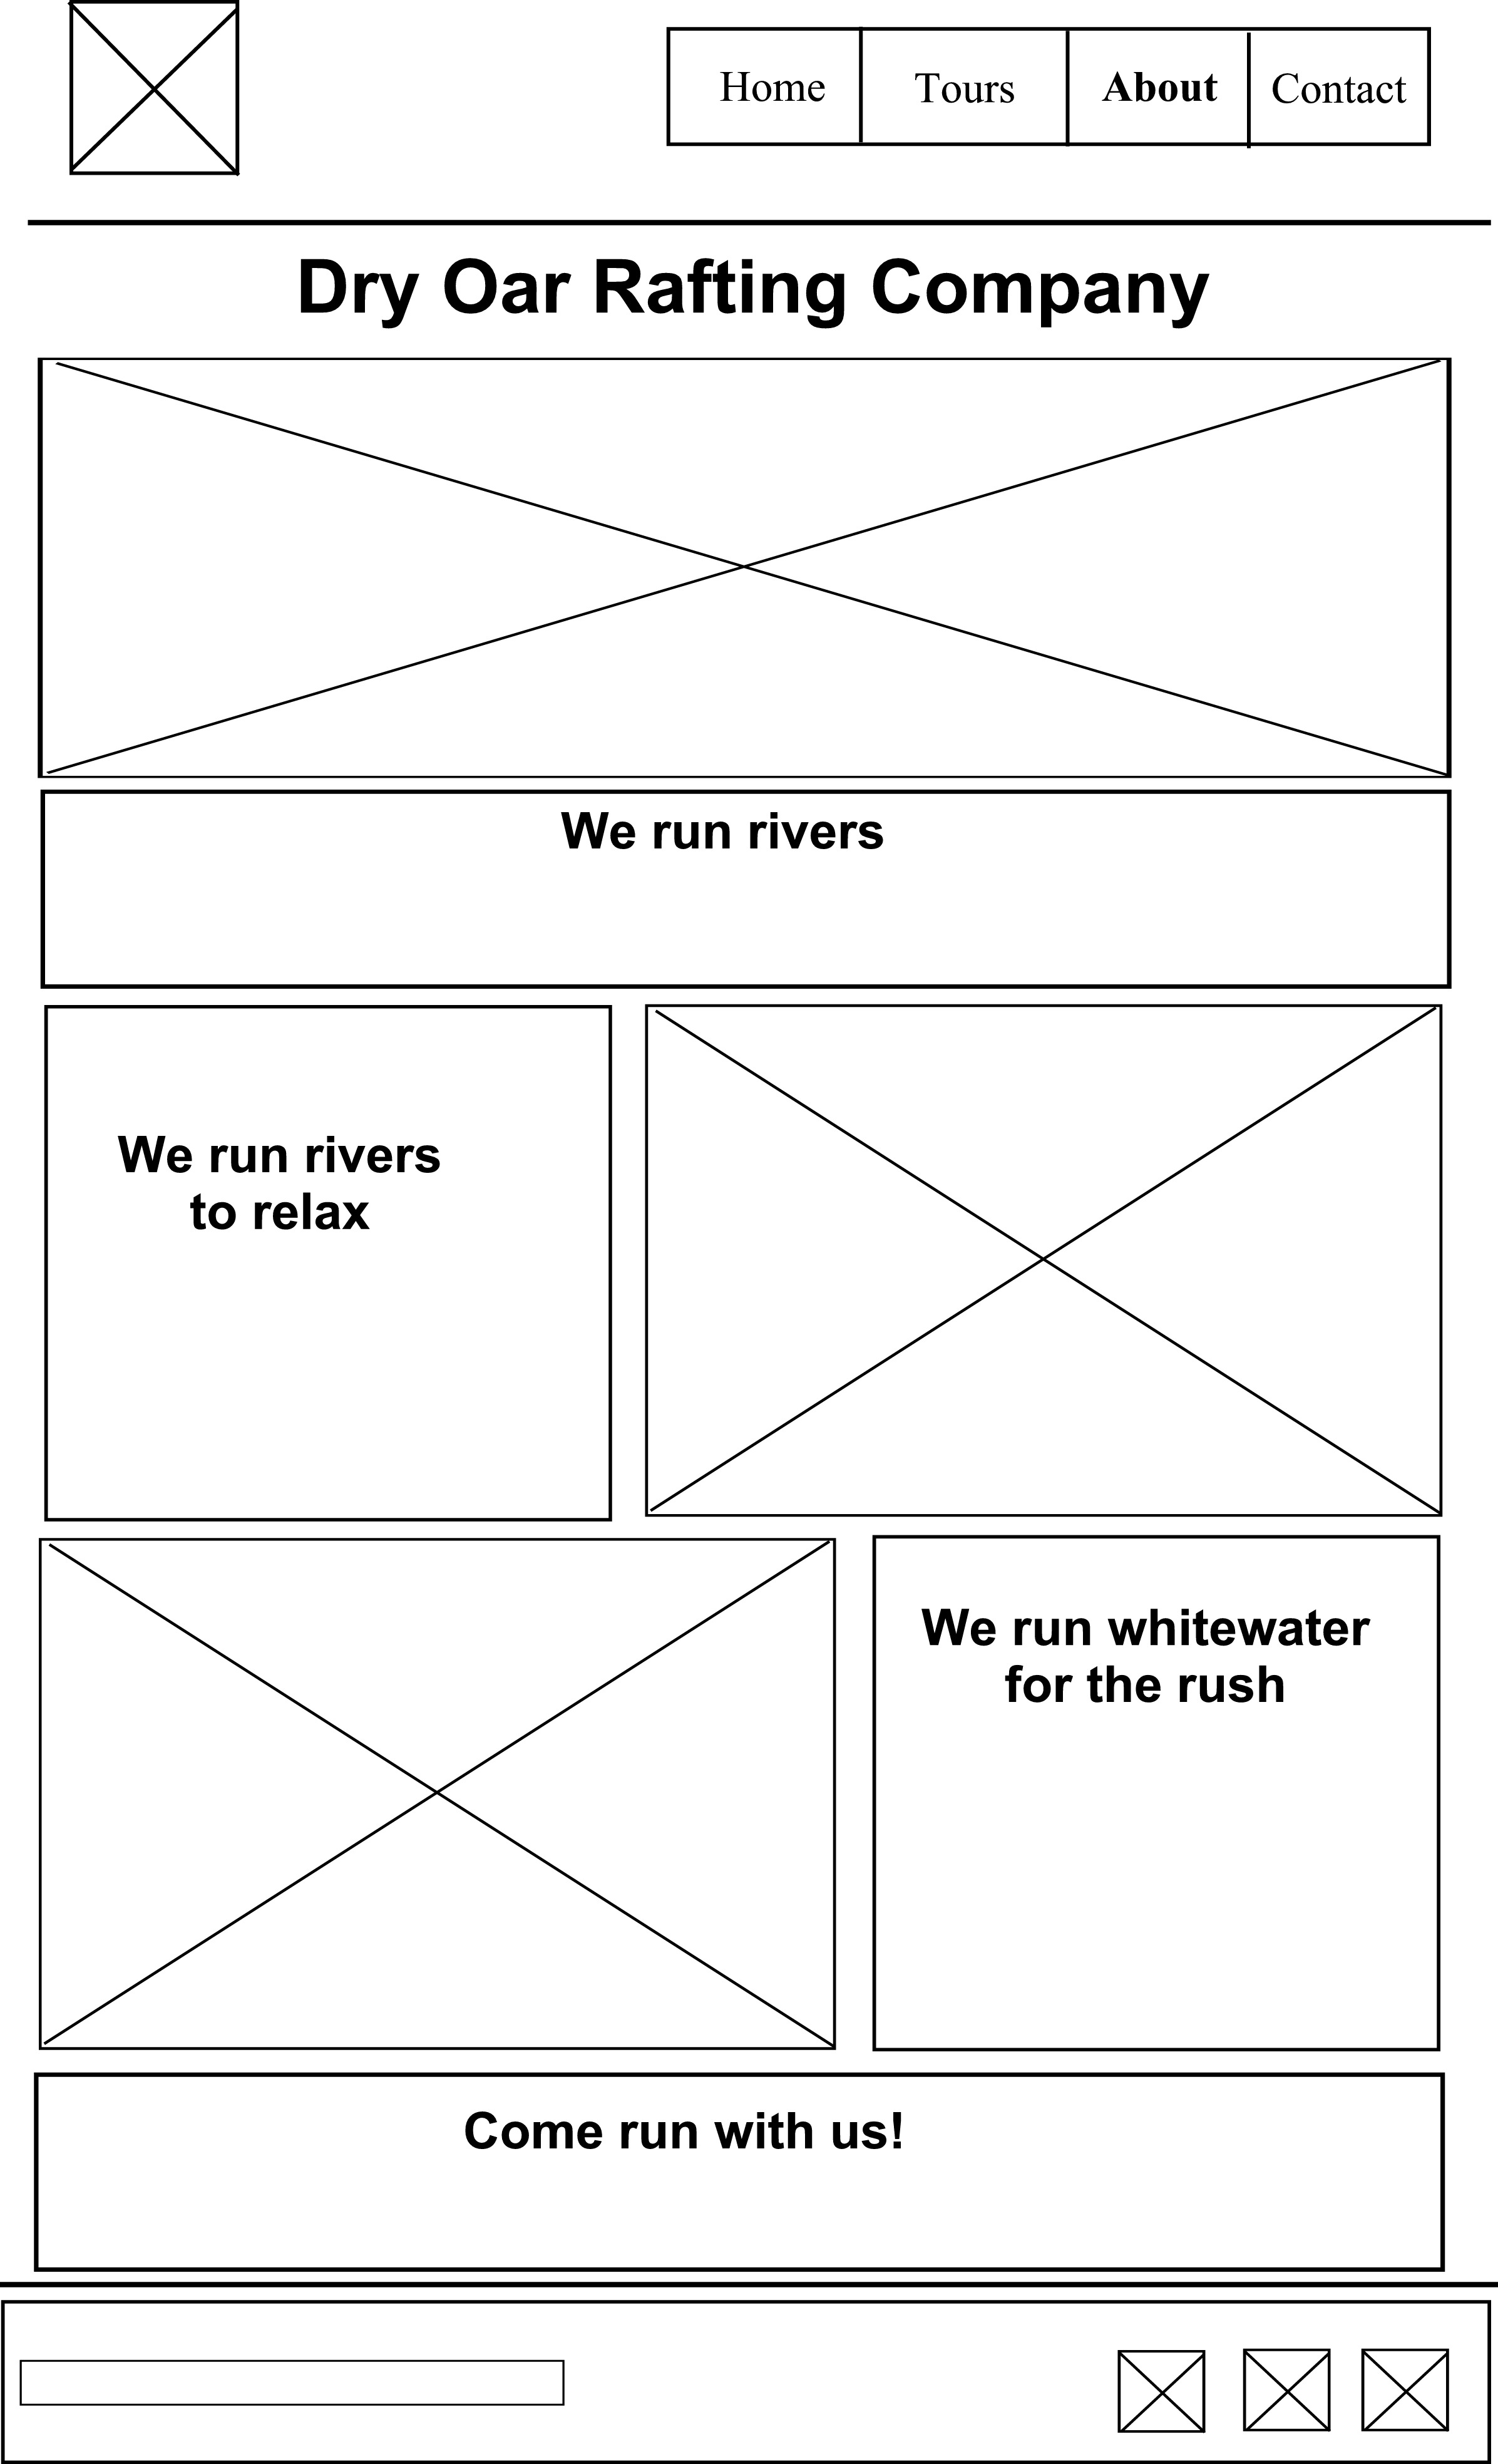 Home Tours About Contact
Dry Oar Rafting Company
We run rivers
We run rivers
to relax
We run whitewater
for the rush
Come run with us!